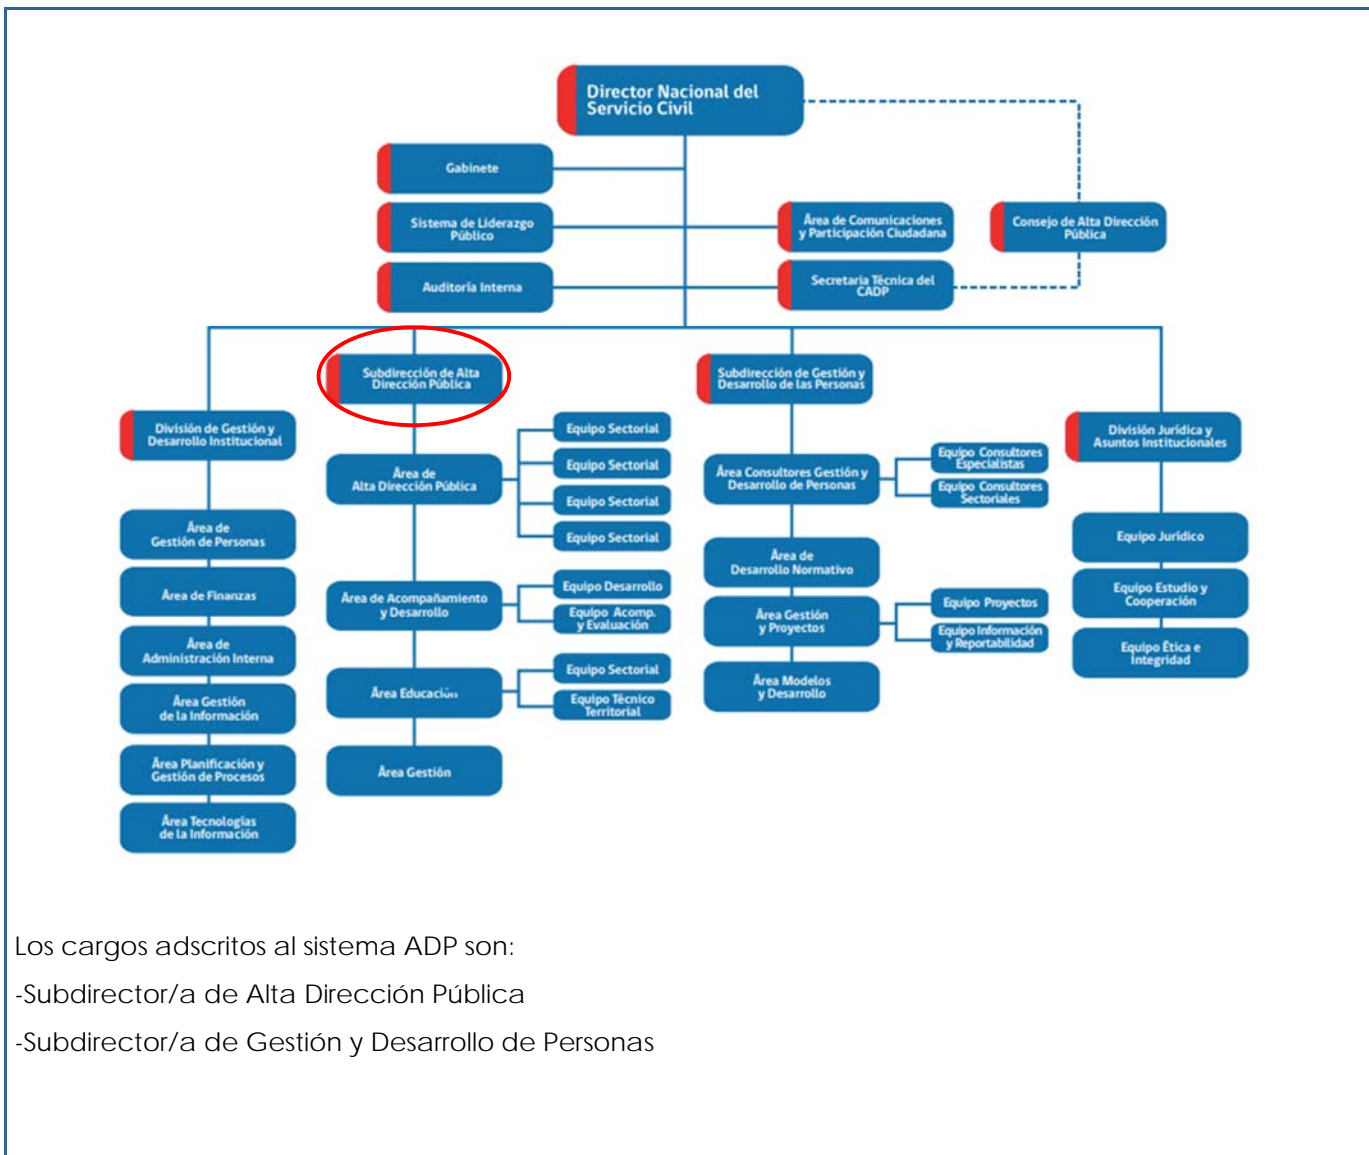 Director Nacional del
Servicio Civil
Gabinete
Sistema de Liderazgo
Público
Área de Comunicaciones
y Participación Ciudadana
Consejo de Alta Dirección
Pública
Auditoría Interna
Secretaria Técnica del
CADP
Subdirección de Alta
Dirección Pública
Subdirección de Gestión y
Desarrollo de las Personas
División de Gestión y
Desarrollo Institucional
División Jurídica y
Asuntos Institucionales
Área de
Gestión de Personas
Área de Finanzas
Área de
Administración Interna
Área Gestión
de la Información
Área Planificación y
Gestión de Procesos
Área Tecnologías
de la Información
Área de
Alta Dirección Pública
Equipo Sectorial
Equipo Sectorial
Equipo Sectorial
Equipo Sectorial
Área de Acompañamiento
y Desarrollo
Equipo Desarrollo
Equipo Acomp.
y Evaluación
Área Educación
Equipo Sectorial
Equipo Técnico
Territorial
Área Gestión
Área Consultores Gestión y
Desarrollo de Personas
Equipo Consultores
Especialistas
Equipo Consultores
Sectoriales
Área de
Desarrollo Normativo
Área Gestión
y Proyectos
Equipo Proyectos
Equipo Información
y Reportabilidad
Área Modelos
y Desarrollo
Equipo Jurídico
Equipo Estudio y
Cooperación
Equipo Ética e
Integridad
Los cargos adscritos al sistema ADP son:
-Subdirector/a de Alta Dirección Pública
-Subdirector/a de Gestión y Desarrollo de Personas